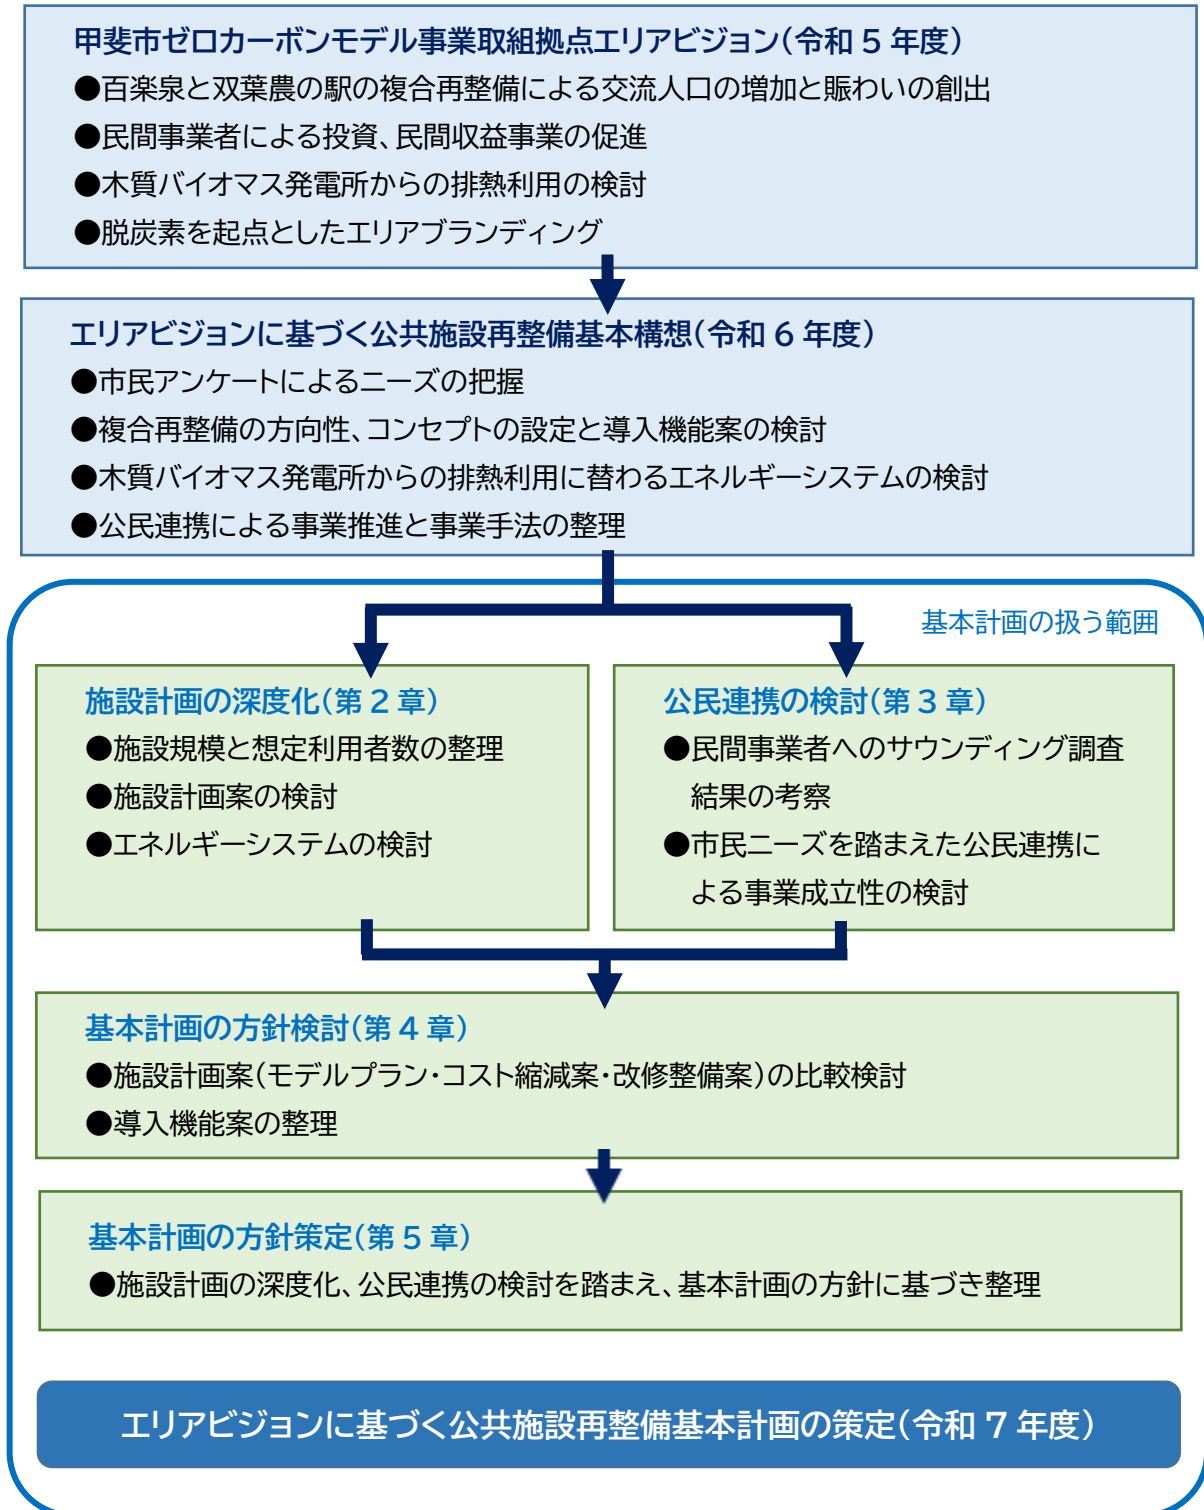 甲斐市ゼロカーボンモデル事業取組拠点エリアビジョン(令和5年度)
●百楽泉と双葉農の駅の複合再整備による交流人口の増加と賑わいの創出
●民間事業者による投資、民間収益事業の促進
●木質バイオマス発電所からの排熱利用の検討
●脱炭素を起点としたエリアブランディング
エリアビジョンに基づく公共施設再整備基本構想(令和6年度)
●市民アンケートによるニーズの把握
●複合再整備の方向性、コンセプトの設定と導入機能案の検討
●木質バイオマス発電所からの排熱利用に替わるエネルギーシステムの検討
●公民連携による事業推進と事業手法の整理
基本計画の扱う範囲
施設計画の深度化(第2章)
●施設規模と想定利用者数の整理
●施設計画案の検討
●エネルギーシステムの検討
公民連携の検討(第3章)
●民間事業者へのサウンディング調査
結果の考察
●市民ニーズを踏まえた公民連携に
よる事業成立性の検討
基本計画の方針検討(第4章)
●施設計画案(モデルプラン・コスト縮減案・改修整備案)の比較検討
●導入機能案の整理
基本計画の方針策定(第5章)
●施設計画の深度化、公民連携の検討を踏まえ、基本計画の方針に基づき整理
エリアビジョンに基づく公共施設再整備基本計画の策定(令和7年度)